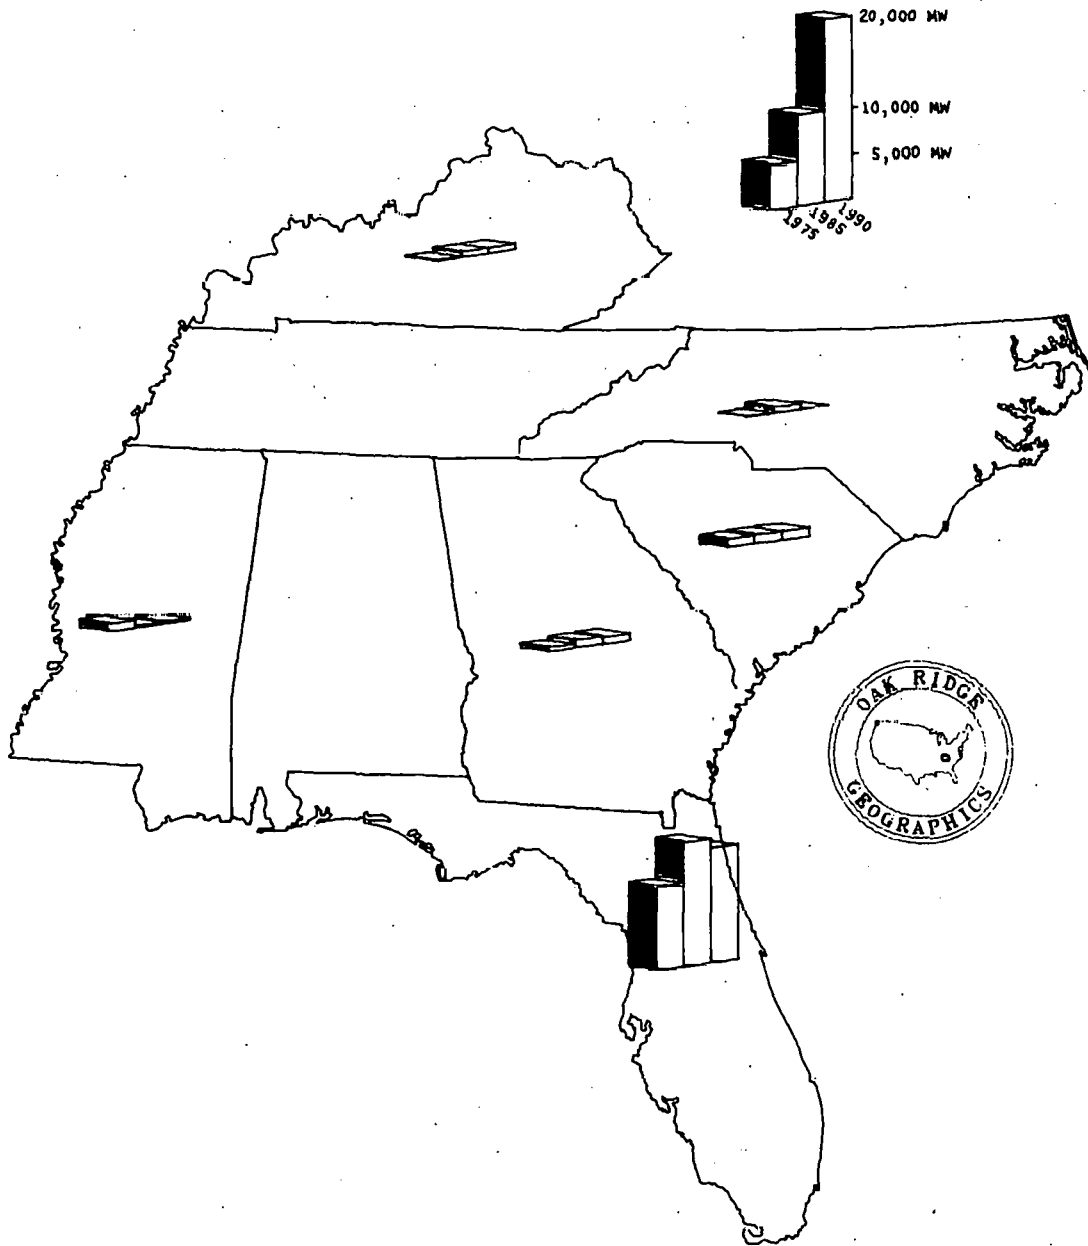 20,000 MW
10,000 MW
5,000 MW
1975
1985
1990
OAK RIDGE
GEOGRAPHICS